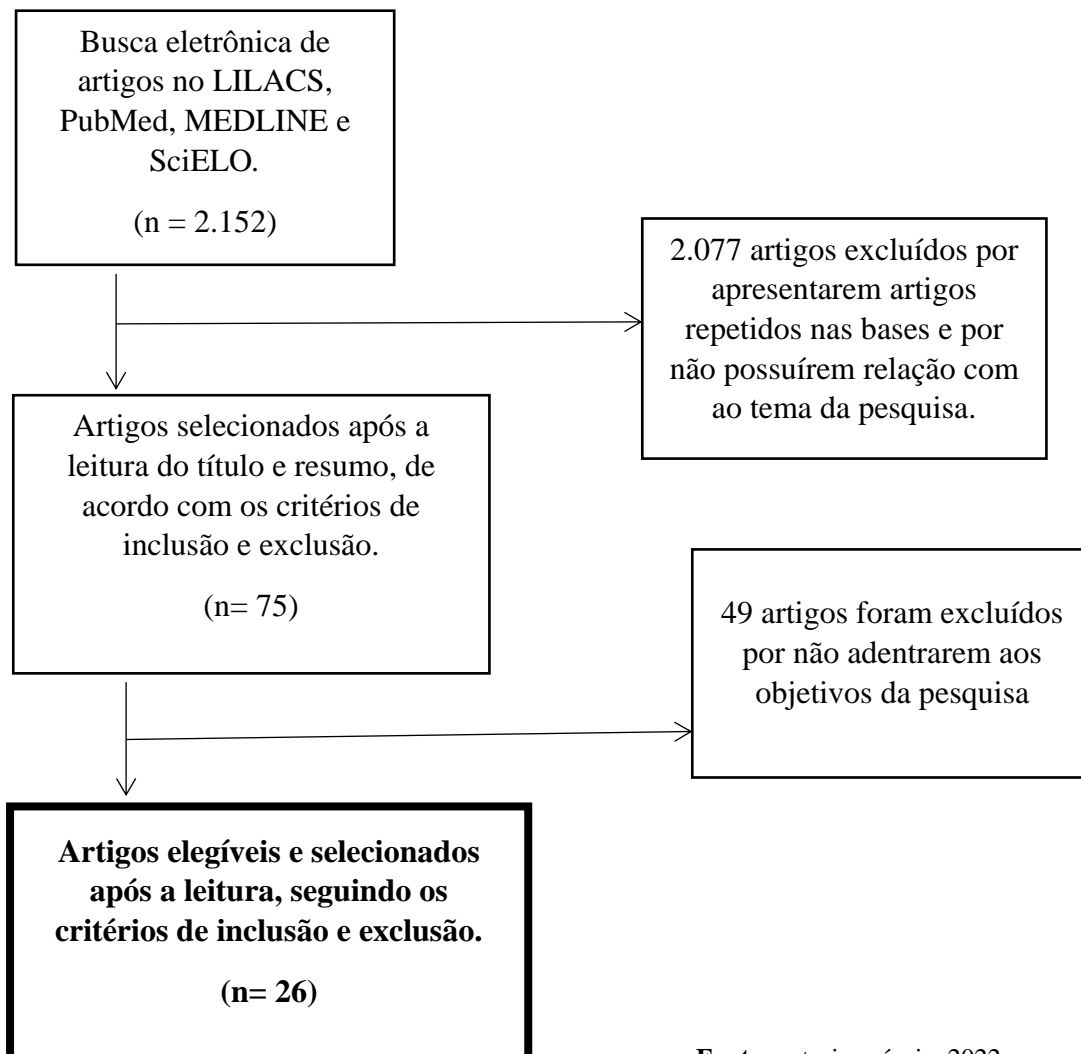 Busca eletrônica de
artigos no LILACS,
PubMed, MEDLINE e
SciELO.
(n = 2.152)
2.077 artigos excluídos por
apresentarem artigos
repetidos nas bases e por
não possuírem relação com
ao tema da pesquisa.
Artigos selecionados após a
leitura do título e resumo, de
acordo com os critérios de
inclusão e exclusão.
(n= 75)
49 artigos foram excluídos
por não adentrarem aos
objetivos da pesquisa
Artigos elegíveis e selecionados
após a leitura, seguindo os
critérios de inclusão e exclusão.
(n= 26)